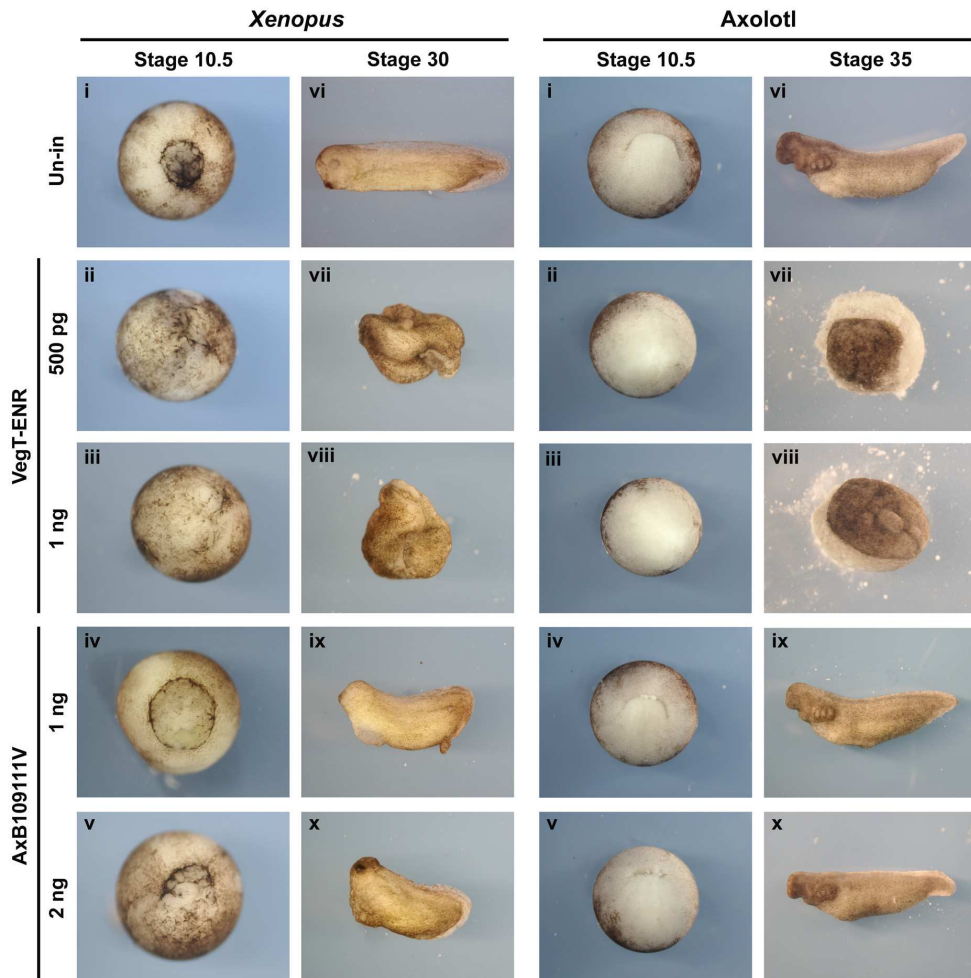 Xenopus Axolotl
Stage 10.5 Stage 30 Stage 10.5 Stage 35
Un-in
i vi i vi
VegT-ENR
500 pg
ii vii ii vii
1 ng
iii viii iii viii
AxB109111V
1 ng
iv ix iv ix
2 ng
v x v x